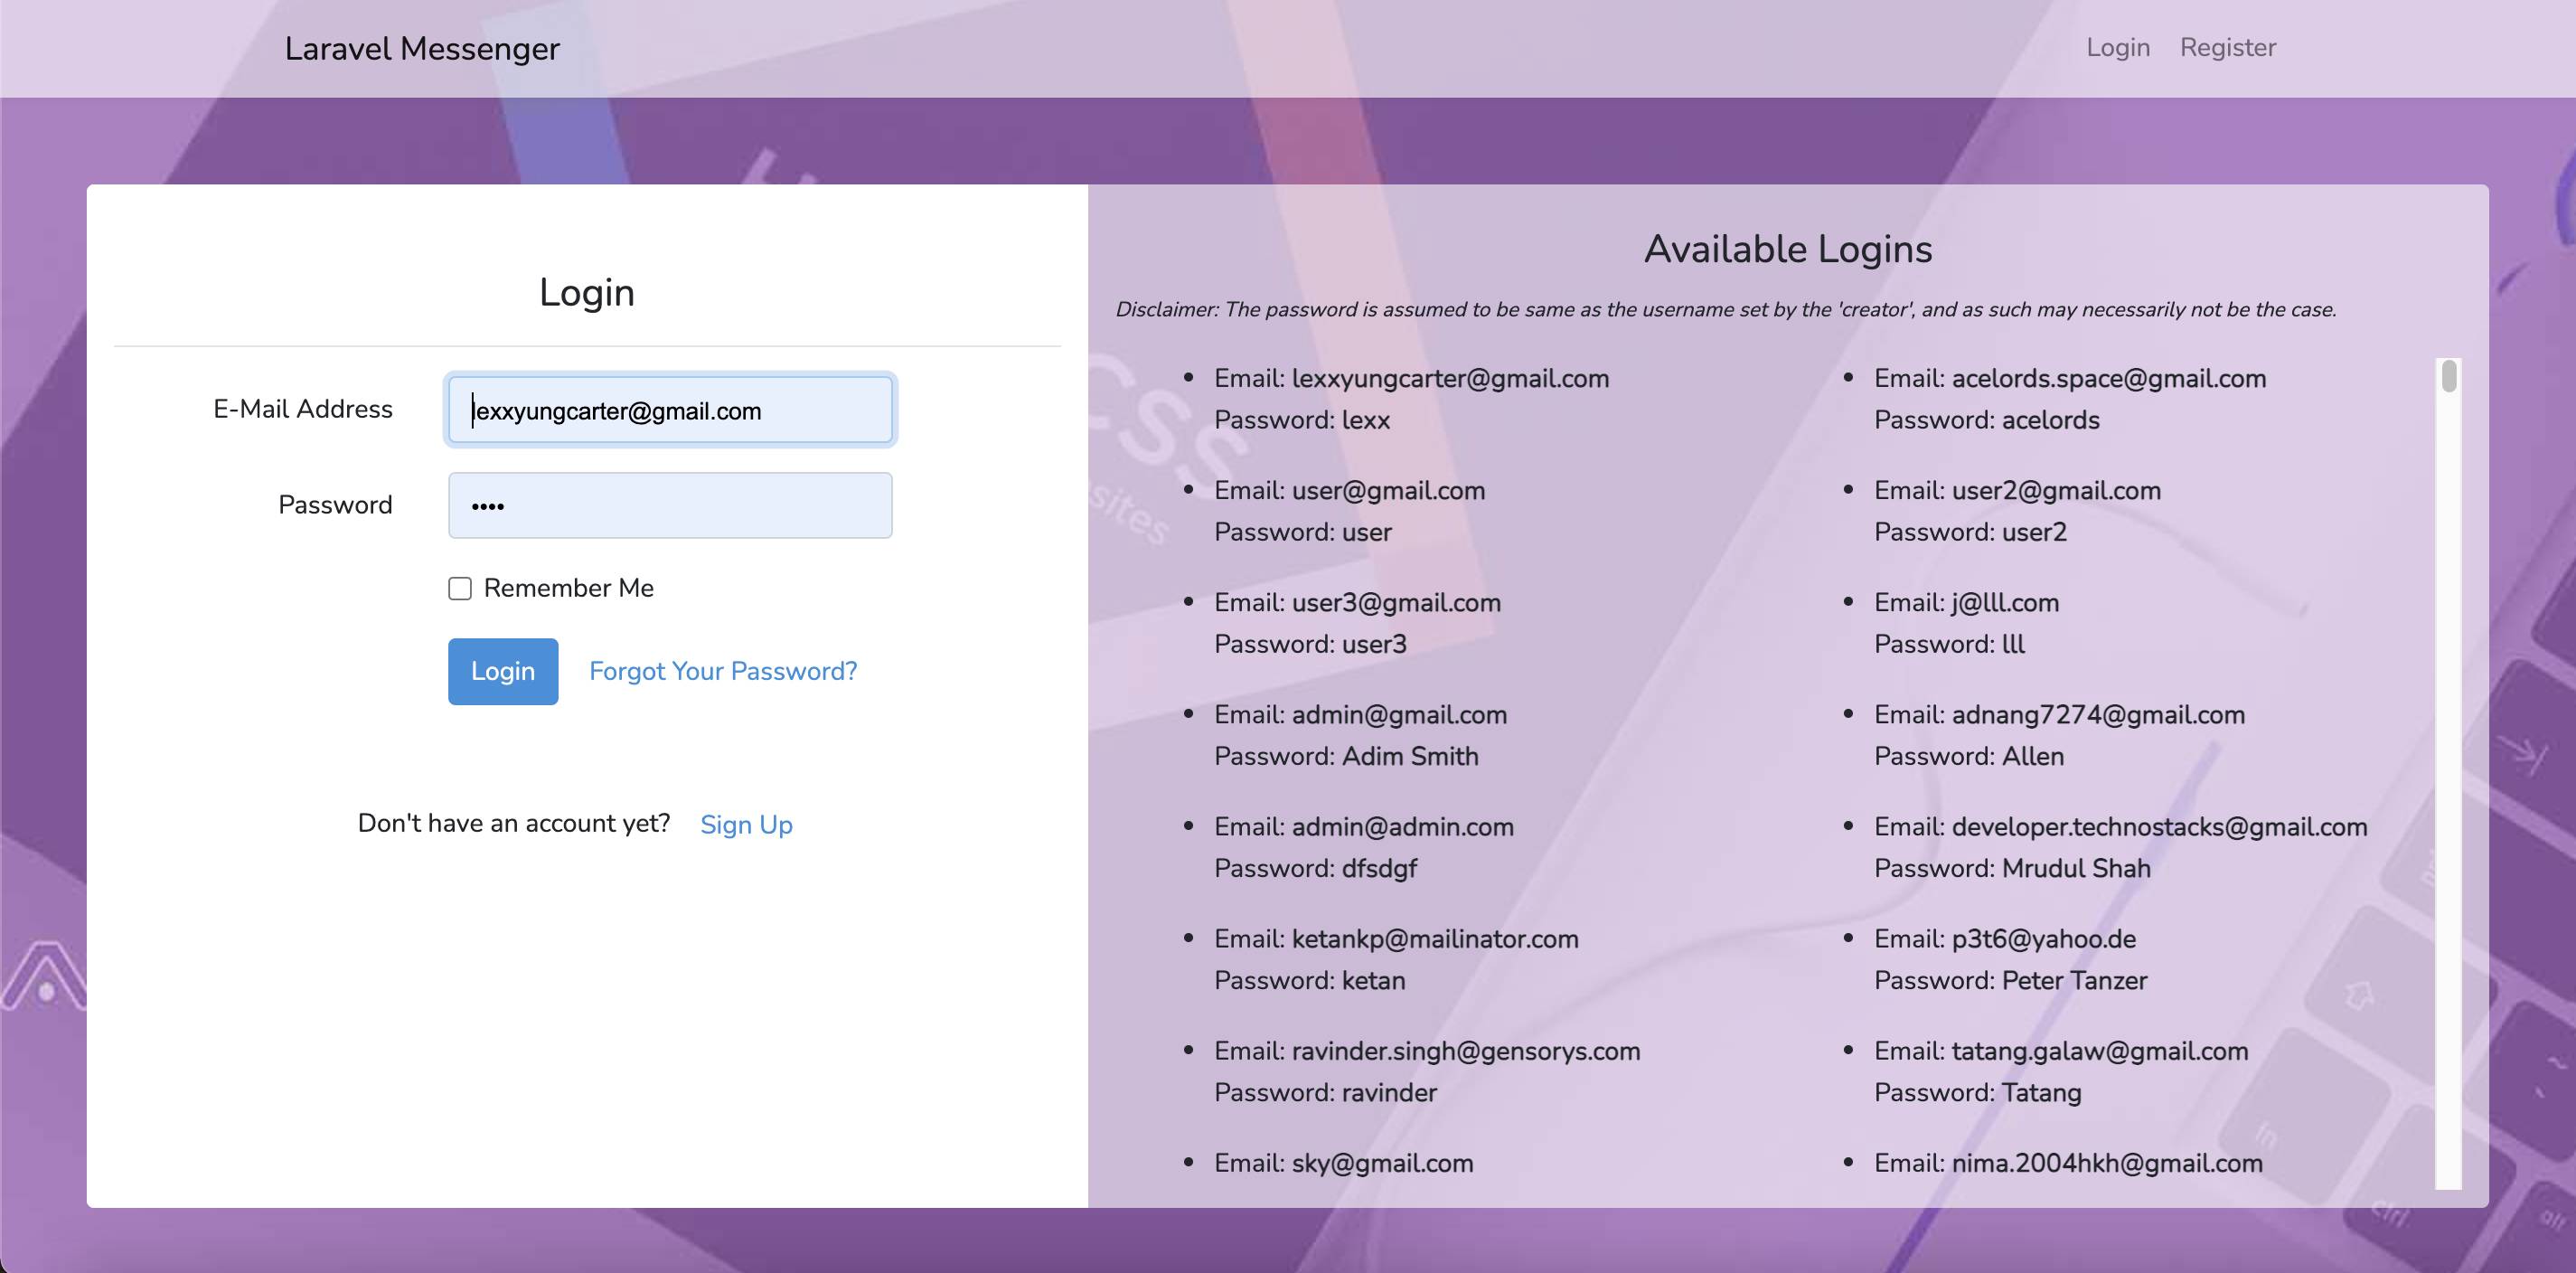 Laravel Messenger
Login Register
Login
E-Mail Address
lexxyungcarter@gmail.com
Password
••••
Remember Me
Login Forgot Your Password?
Don't have an account yet? Sign Up
Available Logins
Disclaimer: The password is assumed to be same as the username set by the 'creator', and as such may necessarily not be the case.
Email: lexxyungcarter@gmail.com
Password: lexx
Email: acelords.space@gmail.com
Password: acelords
Email: user@gmail.com
Password: user
Email: user2@gmail.com
Password: user2
Email: user3@gmail.com
Password: user3
Email: j@lll.com
Password: lll
Email: admin@gmail.com
Password: Adim Smith
Email: adnang7274@gmail.com
Password: Allen
Email: admin@admin.com
Password: dfsdgf
Email: developer.technostacks@gmail.com
Password: Mrudul Shah
Email: ketankp@mailinator.com
Password: ketan
Email: p3t6@yahoo.de
Password: Peter Tanzer
Email: ravinder.singh@gensorys.com
Password: ravinder
Email: tatang.galaw@gmail.com
Password: Tatang
Email: sky@gmail.com
Email: nima.2004hkh@gmail.com
CSS
sites
fn
ctrl
alt